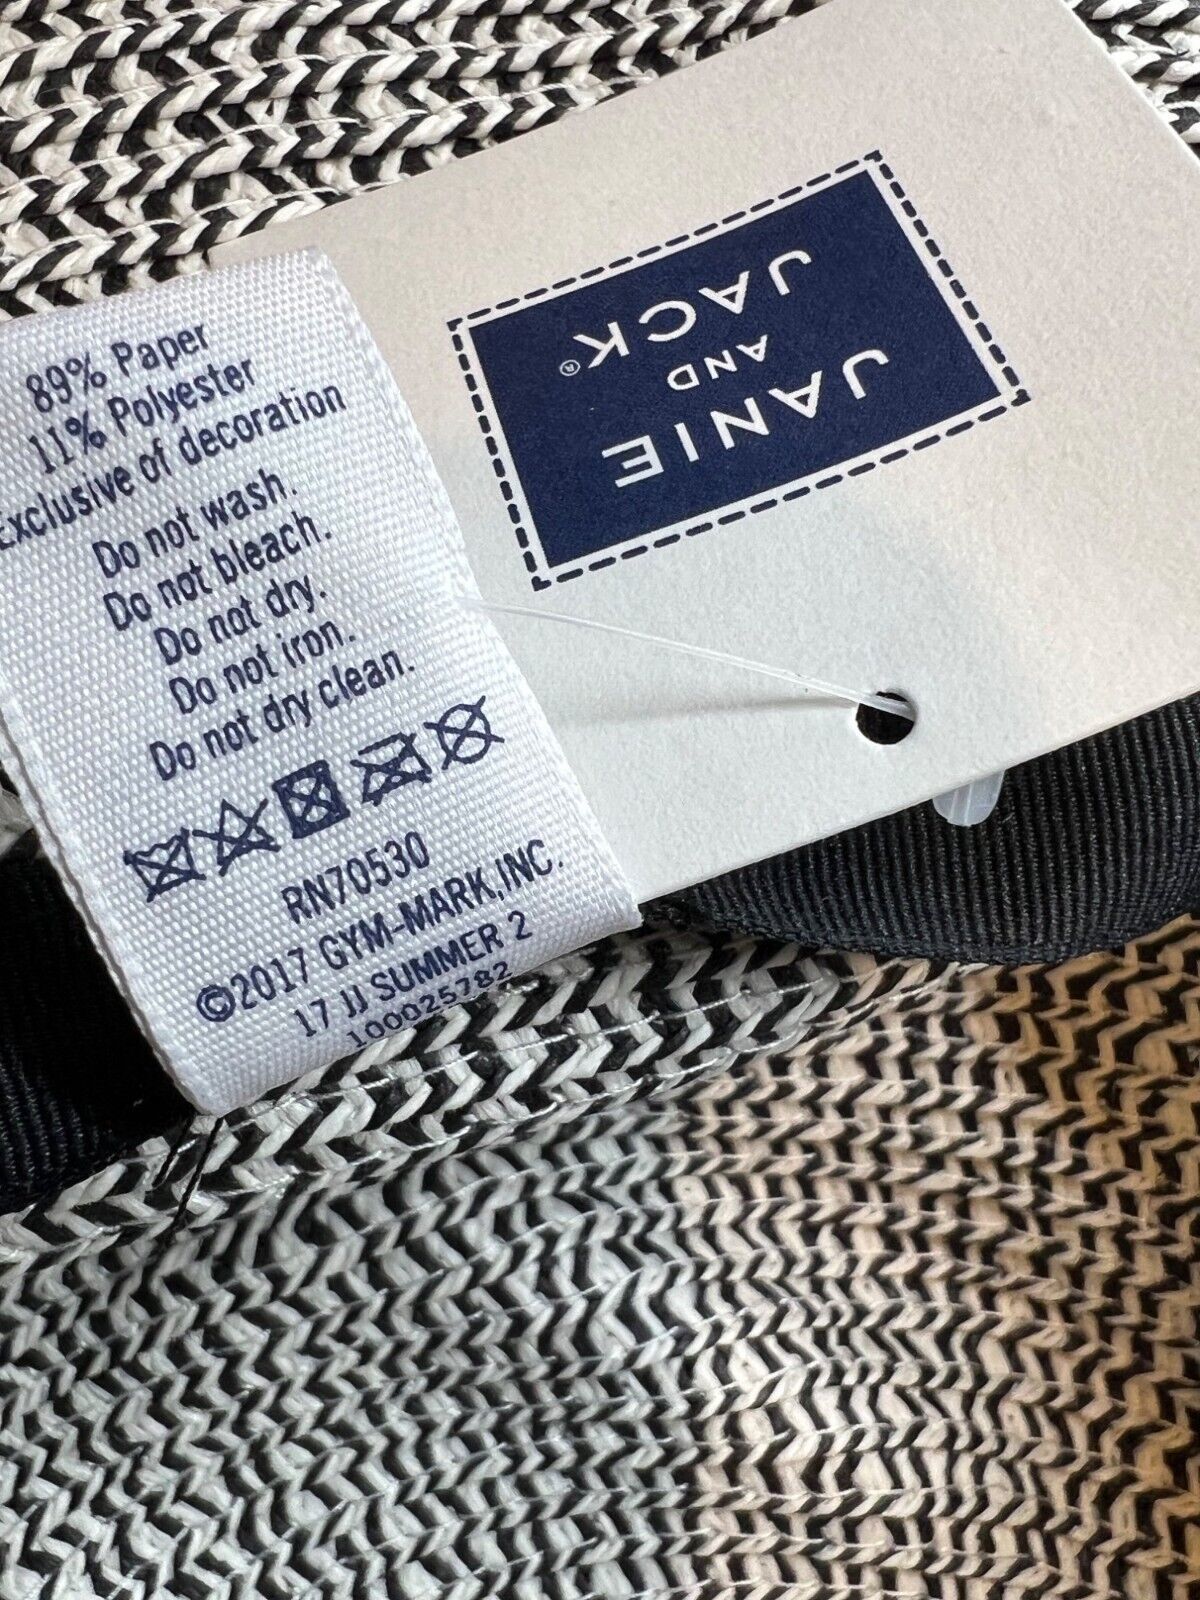 89% Paper
11% Polyester
Exclusive of decoration
Do not wash.
Do not bleach.
Do not dry.
Do not iron.
Do not dry clean.
RN70530
©2017 GYM-MARK,INC.
17 JJ SUMMER 2
100025782
JANIE
AND
JACK®